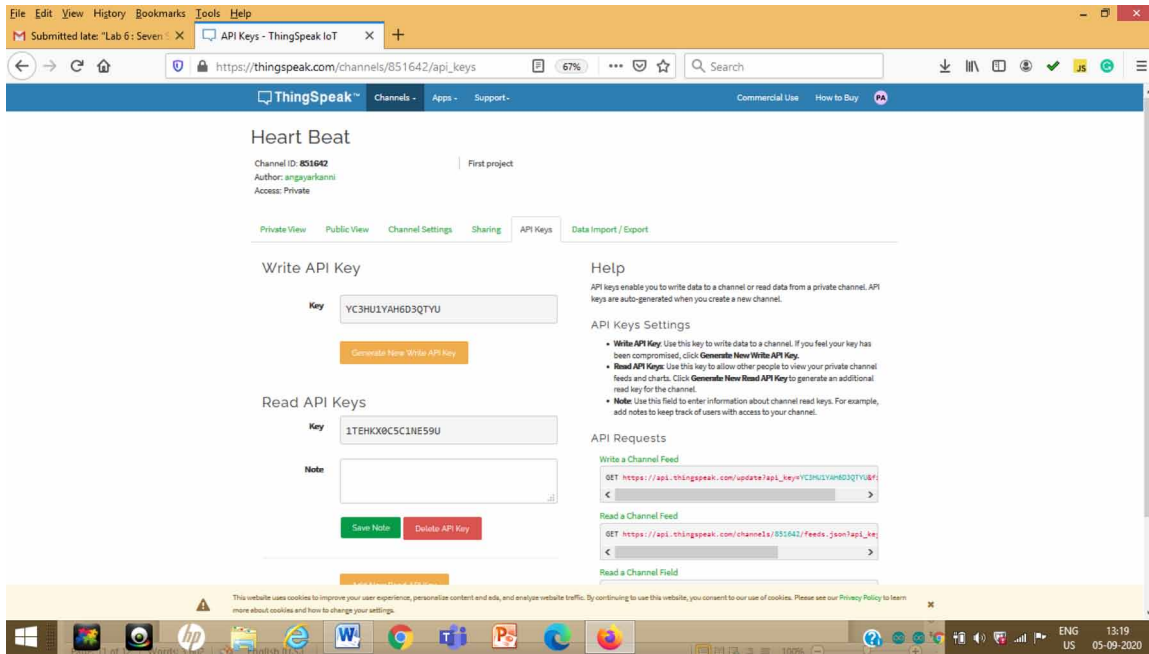 File Edit View History Bookmarks Tools Help
Submitted late: "Lab 6 : Seven S
API Keys - ThingSpeak IoT
https://thingspeak.com/channels/851642/api_keys
67%
Search
ThingSpeak™ Channels Apps Support
Commercial Use How to Buy PA
Heart Beat
Channel ID: 851642
Author: angayarkanni
Access: Private
First project
Private View Public View Channel Settings Sharing API Keys Data Import / Export
Write API Key
Key YC3HU1YAH6D3QTYU
Generate New Write API Key
Read API Keys
Key 1TEHKX0C5C1NE59U
Note
Save Note Delete API Key
Help
API keys enable you to write data to a channel or read data from a private channel. API
keys are auto-generated when you create a new channel.
API Keys Settings
• Write API Key: Use this key to write data to a channel. If you feel your key has
been compromised, click Generate New Write API Key.
• Read API Keys: Use this key to allow other people to view your private channel
feeds and charts. Click Generate New Read API Key to generate an additional
read key for the channel.
• Note: Use this field to enter information about channel read keys. For example,
add notes to keep track of users with access to your channel.
API Requests
Write a Channel Feed
GET https://api.thingspeak.com/update?api_key=YC3HU1YAH6D3QTYU&f
Read a Channel Feed
GET https://api.thingspeak.com/channels/851642/feeds.json?api_key
Read a Channel Field
This website uses cookies to improve your user experience, personalize content and ads, and analyze website traffic. By continuing to use this website, you consent to our use of cookies. Please see our Privacy Policy to learn
more about cookies and how to change your settings.
ENG 13:19
US 05-09-2020